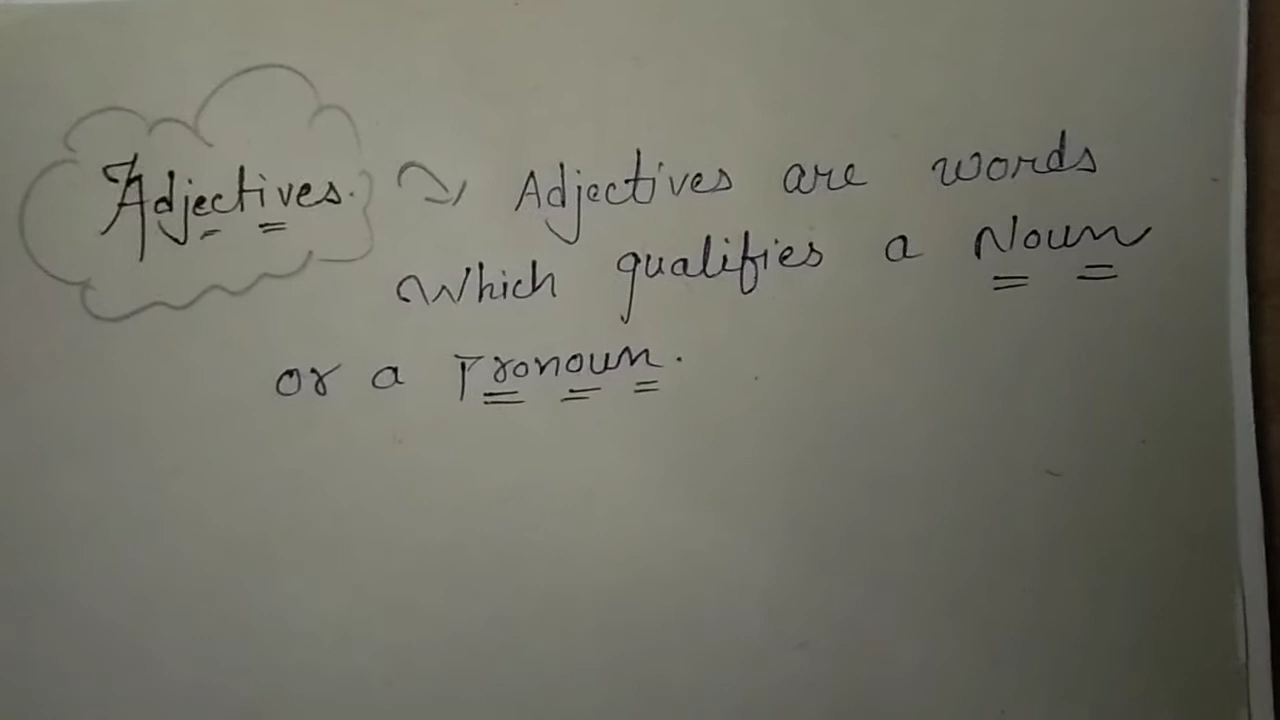 Adjectives. Adjectives are words
which qualifies a Noun
or a Pronoun.